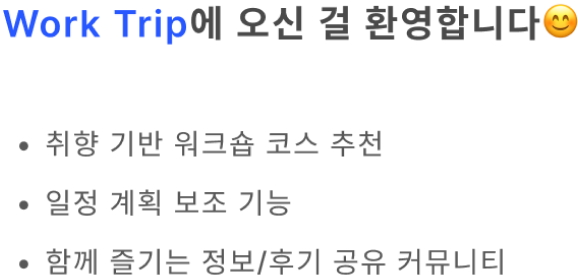 Work Trip에 오신 걸 환영합니다😊
• 취향 기반 워크숍 코스 추천
• 일정 계획 보조 기능
• 함께 즐기는 정보/후기 공유 커뮤니티